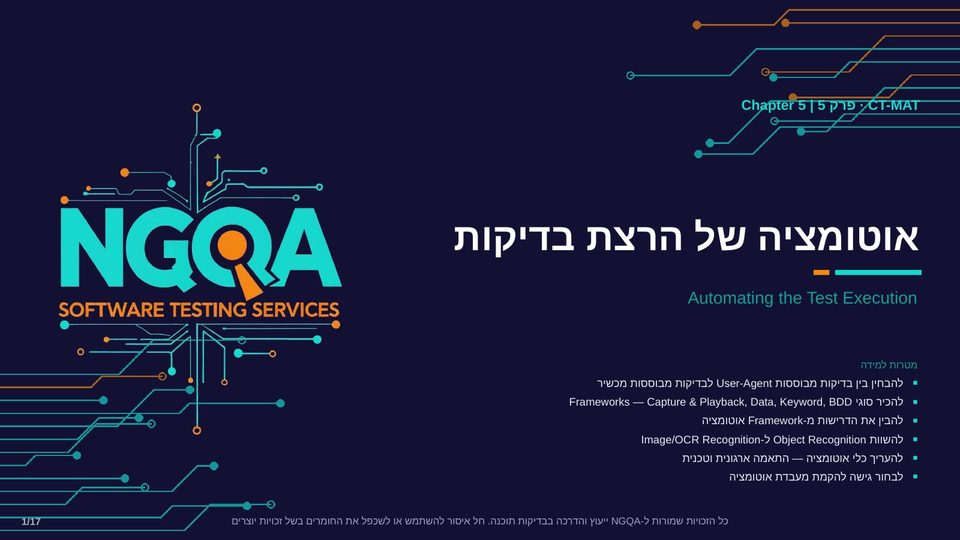 CT-MAT · פרק 5 | Chapter 5
NGQA
SOFTWARE TESTING SERVICES
אוטומציה של הרצת בדיקות
Automating the Test Execution
מטרות למידה
▪ להבחין בין בדיקות מבוססות User-Agent לבדיקות מבוססות מכשיר
▪ להכיר סוגי Frameworks — Capture & Playback, Data, Keyword, BDD
▪ להבין את הדרישות מ-Framework אוטומציה
▪ להשוות Object Recognition ל-Image/OCR Recognition
▪ להעריך כלי אוטומציה — התאמה ארגונית וטכנית
▪ לבחור גישה להקמת מעבדת אוטומציה
כל הזכויות שמורות ל-NGQA ייעוץ והדרכה בבדיקות תוכנה. חל איסור להשתמש או לשכפל את החומרים בשל זכויות יוצרים
1/17